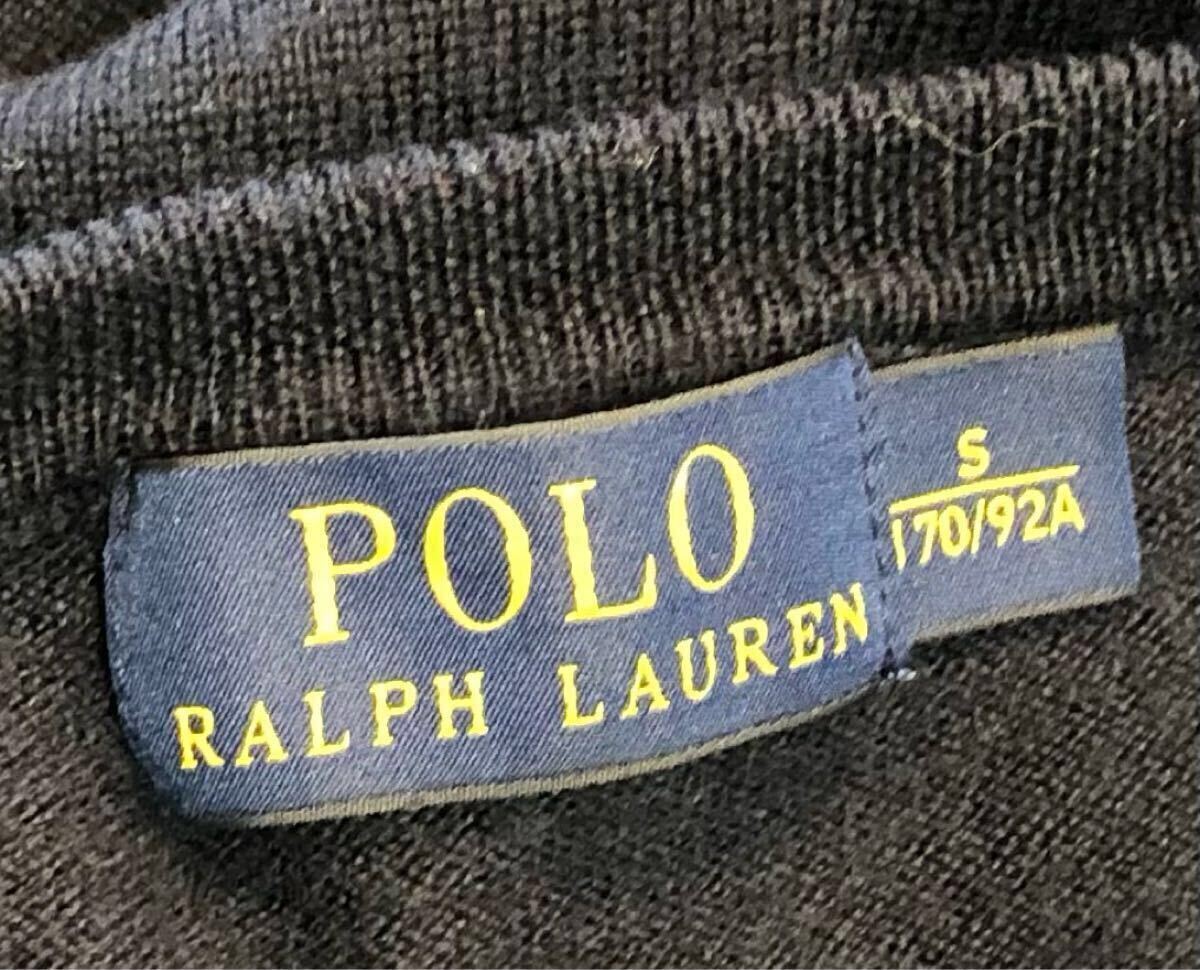 POLO
RALPH LAUREN
S
170/92A